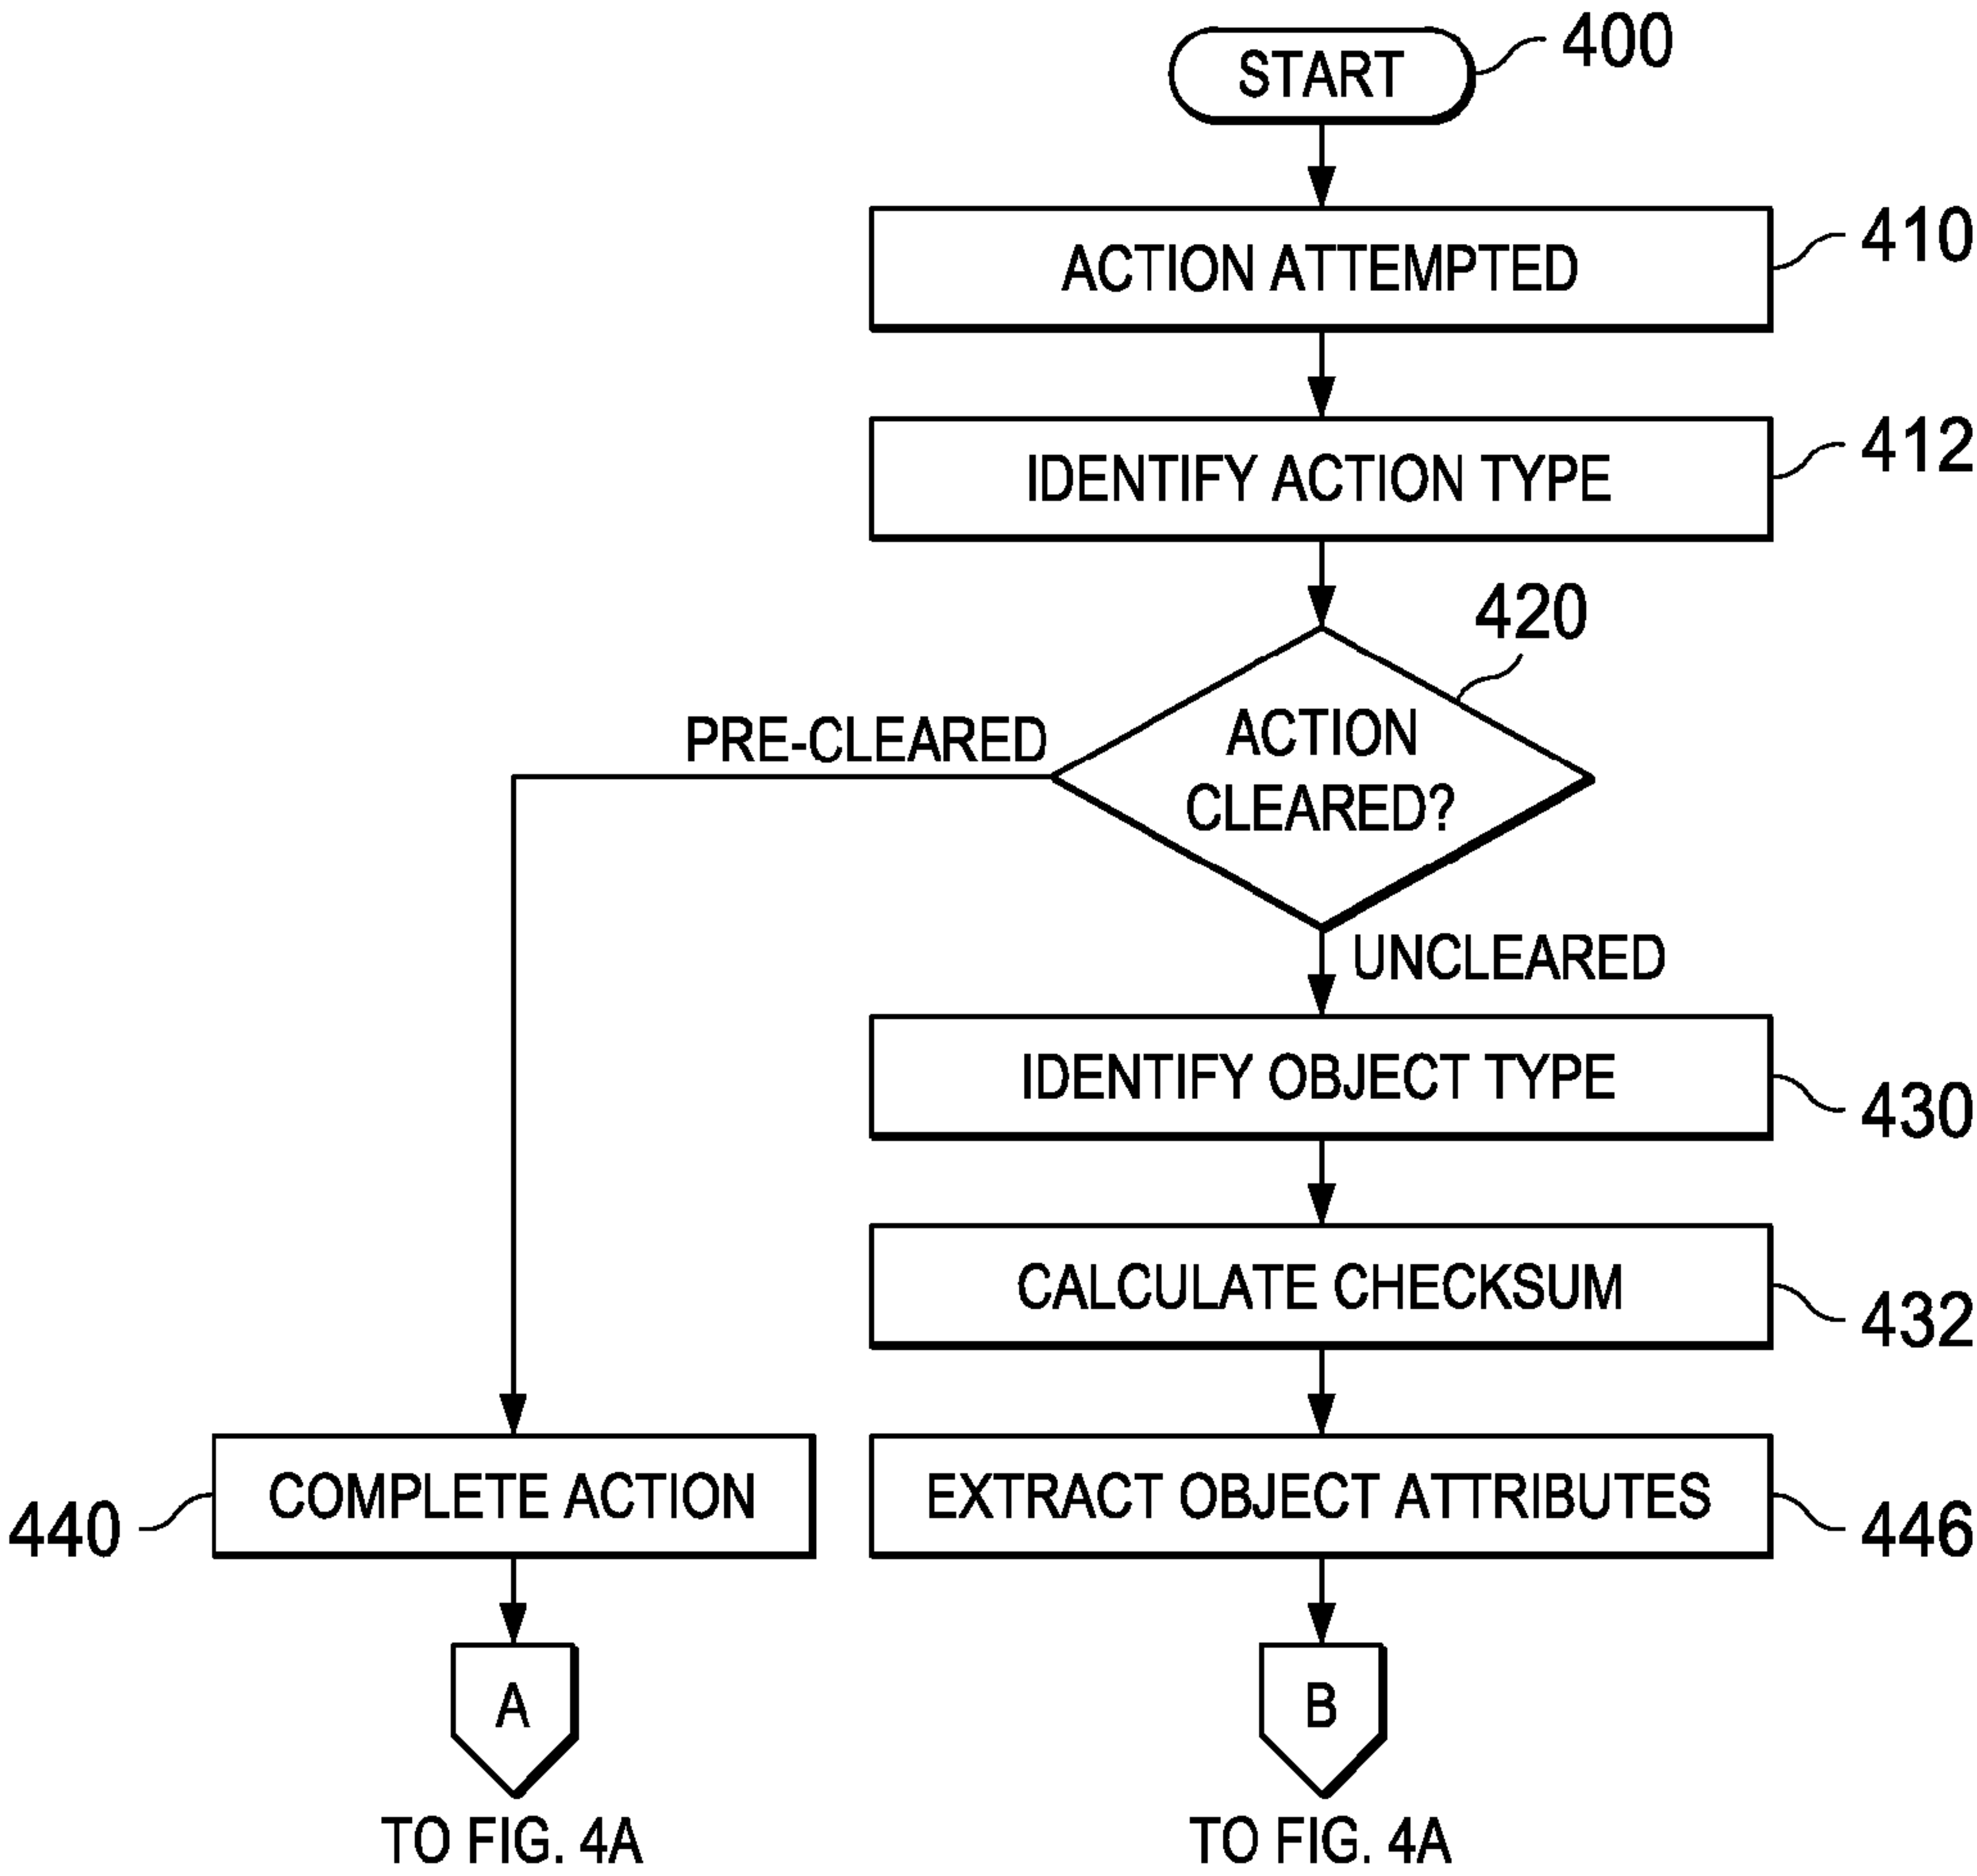 START
400
ACTION ATTEMPTED
410
IDENTIFY ACTION TYPE
412
420
ACTION
CLEARED?
PRE-CLEARED
UNCLEARED
IDENTIFY OBJECT TYPE
430
CALCULATE CHECKSUM
432
440
COMPLETE ACTION
EXTRACT OBJECT ATTRIBUTES
446
A
B
TO FIG. 4A
TO FIG. 4A